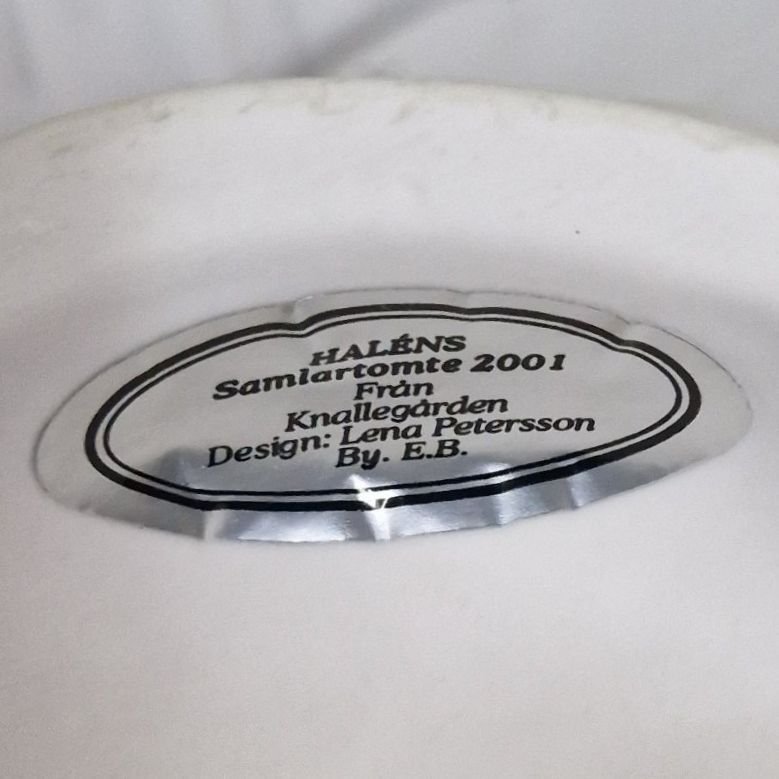 HALÉNS
Samlartomte 2001
Från
Knallegården
Design: Lena Petersson
By. E.B.